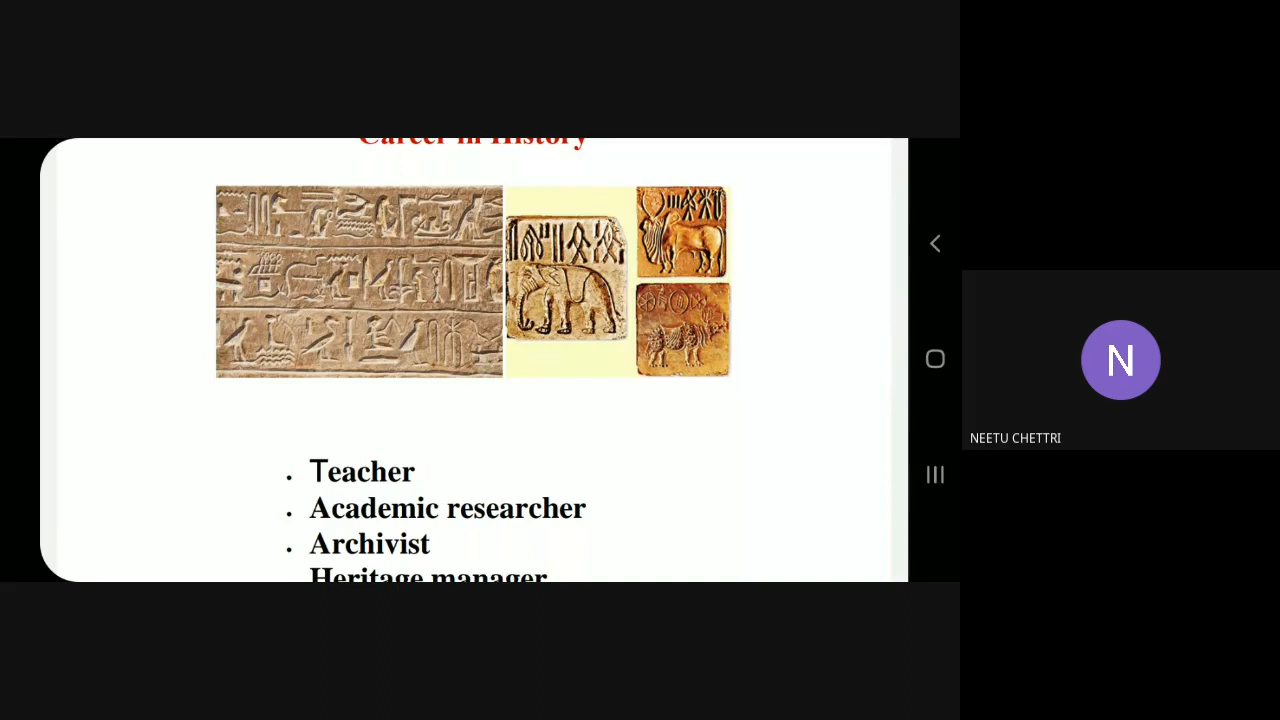 Career in History
• Teacher
• Academic researcher
• Archivist
Heritage manager
N
NEETU CHETTRI